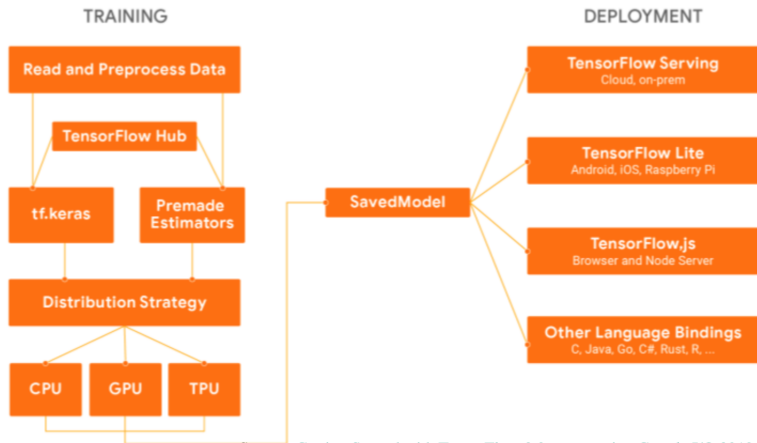 TRAINING
DEPLOYMENT
Read and Preprocess Data
TensorFlow Hub
tf.keras
Premade
Estimators
Distribution Strategy
CPU
GPU
TPU
SavedModel
TensorFlow Serving
Cloud, on-prem
TensorFlow Lite
Android, iOS, Raspberry Pi
TensorFlow.js
Browser and Node Server
Other Language Bindings
C, Java, Go, C#, Rust, R, ...